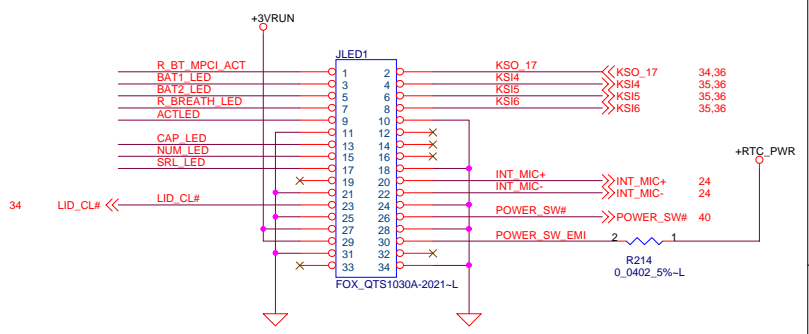 +3VRUN
JLED1
R_BT_MPCI_ACT 1 2 KSO_17 KSO_17 34,36
BAT1_LED 3 4 KSI4 KSI4 35,36
BAT2_LED 5 6 KSI5 KSI5 35,36
R_BREATH_LED 7 8 KSI6 KSI6 35,36
ACTLED 9 10
11 12
CAP_LED 13 14
NUM_LED 15 16
SRL_LED 17 18
+RTC_PWR
19 20 INT_MIC+ INT_MIC+ 24
21 22 INT_MIC- INT_MIC- 24
34 LID_CL# LID_CL# 23 24
25 26 POWER_SW# POWER_SW# 40
27 28
29 30 POWER_SW_EMI 2 1
31 32
R214
33 34
0_0402_5%~L
FOX_QTS1030A-2021~L